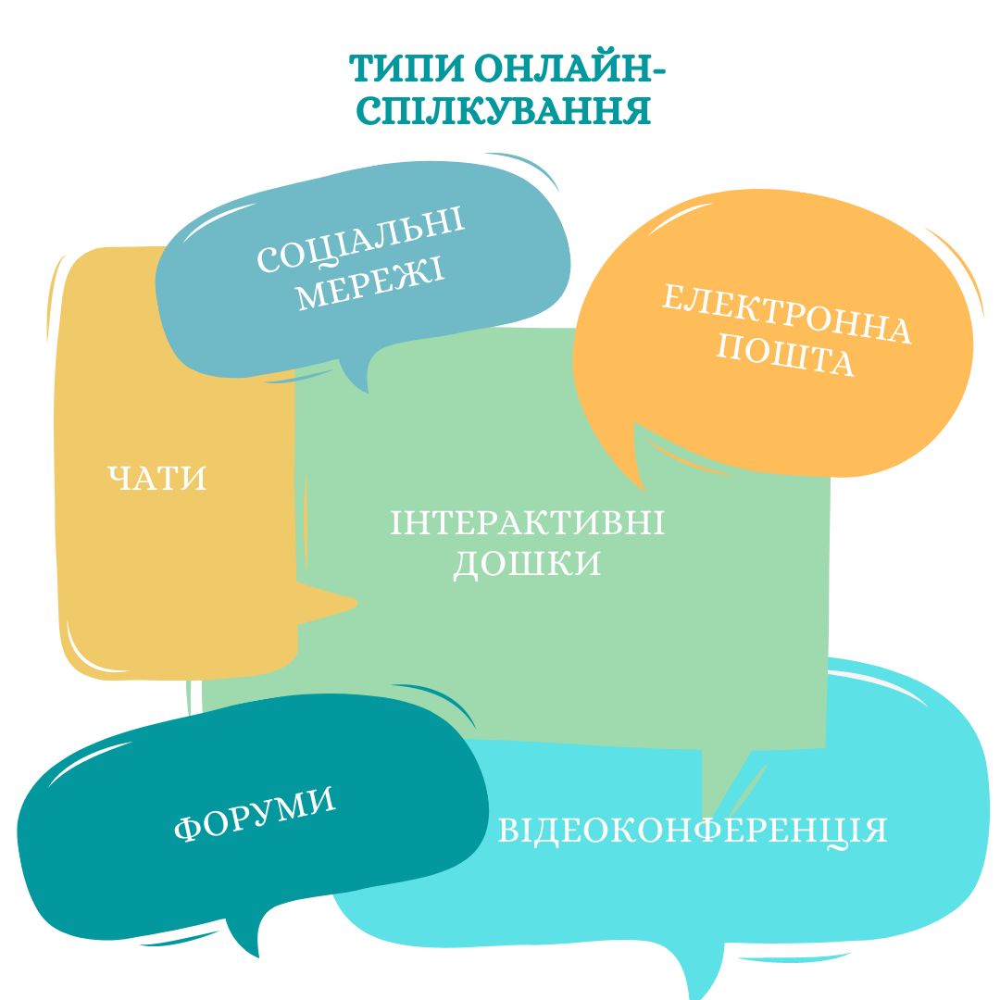 ТИПИ ОНЛАЙН-
СПІЛКУВАННЯ
СОЦІАЛЬНІ
МЕРЕЖІ
ЕЛЕКТРОННА
ПОШТА
ЧАТИ
ІНТЕРАКТИВНІ
ДОШКИ
ФОРУМИ
ВІДЕОКОНФЕРЕНЦІЯ